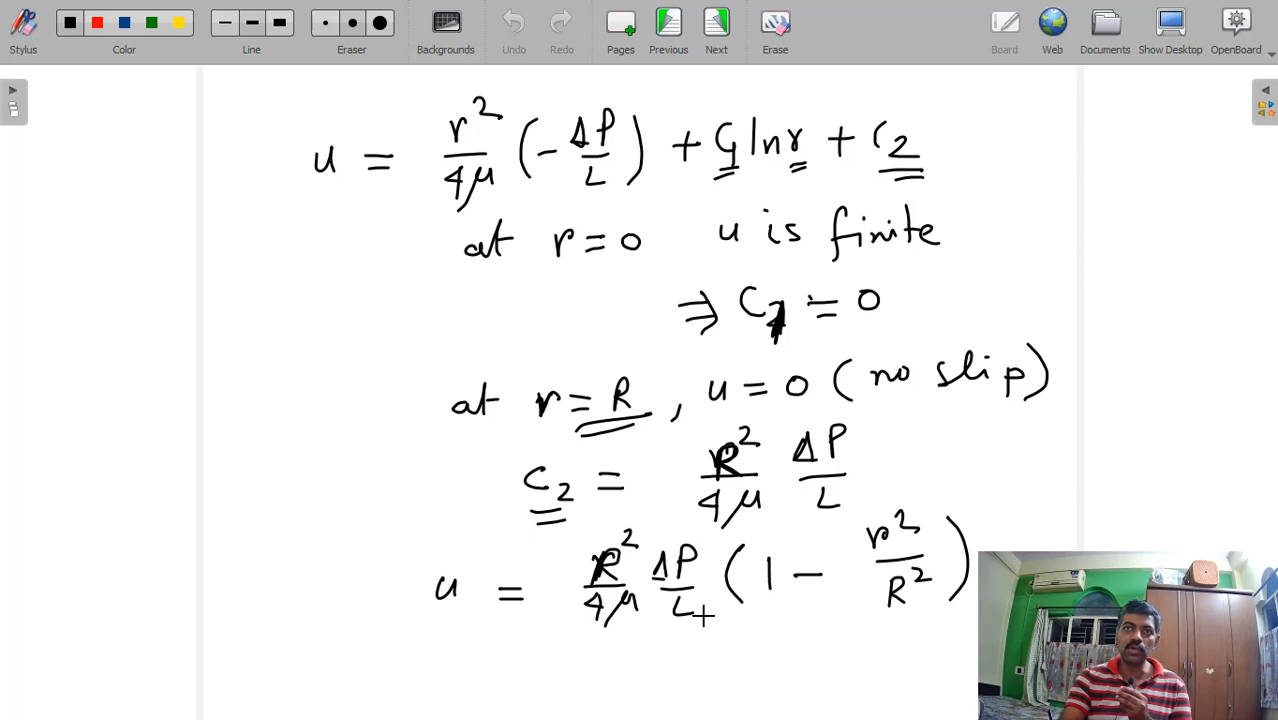 Stylus Color Line Eraser Backgrounds Undo Redo Pages Previous Next Erase Board Web Documents Show Desktop OpenBoard
u = r²/4μ (-ΔP/L) + C₁ ln r + C₂
at r = 0 u is finite
⇒ C₁ = 0
at r = R , u = 0 (no slip)
C₂ = R²/4μ ΔP/L
u = R²/4μ ΔP/L (1 - r²/R²)